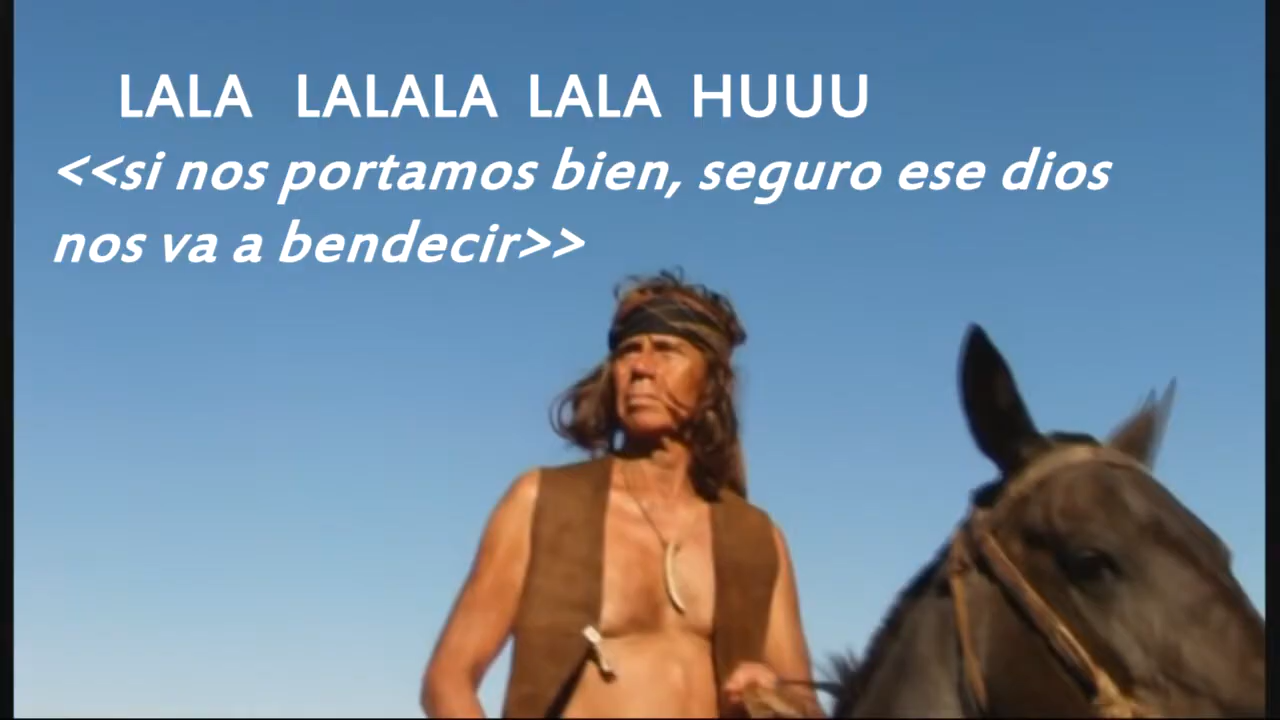 LALA LALALA LALA HUUU
<<si nos portamos bien, seguro ese dios
nos va a bendecir>>